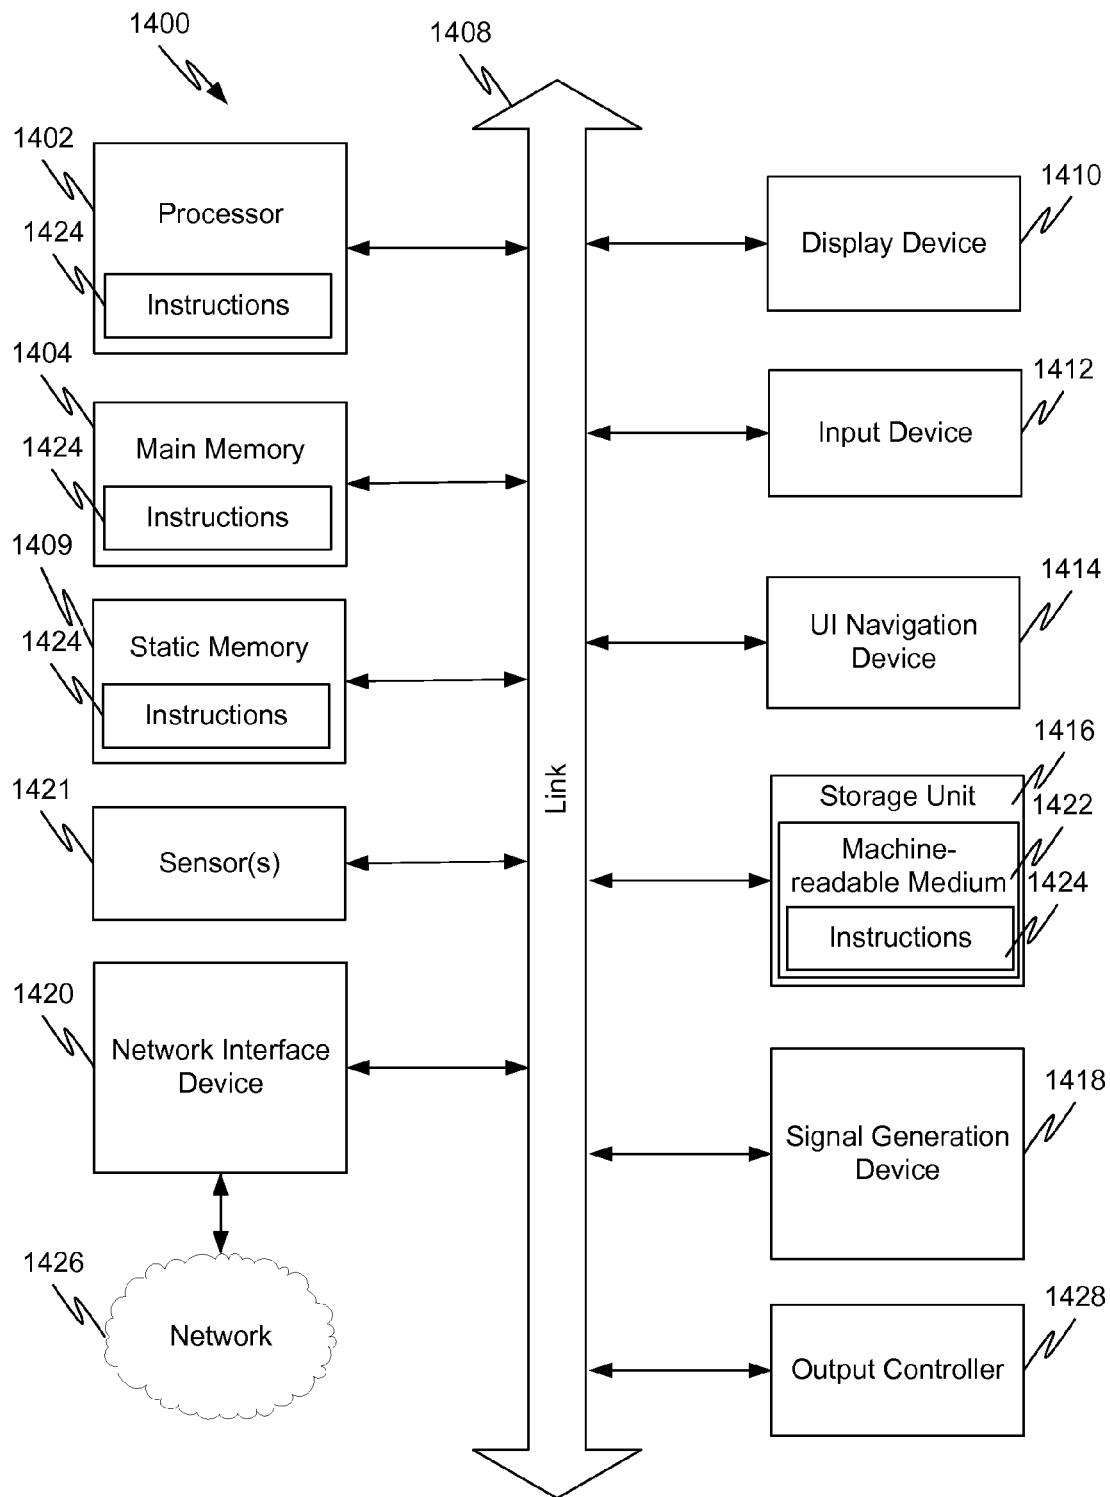 1400
1408
1402
Processor
1424
Instructions
1404
Main Memory
1424
Instructions
1409
Static Memory
1424
Instructions
1421
Sensor(s)
1420
Network Interface
Device
1426
Network
Link
1410
Display Device
1412
Input Device
1414
UI Navigation
Device
1416
Storage Unit
1422
Machine-
readable Medium
1424
Instructions
1418
Signal Generation
Device
1428
Output Controller